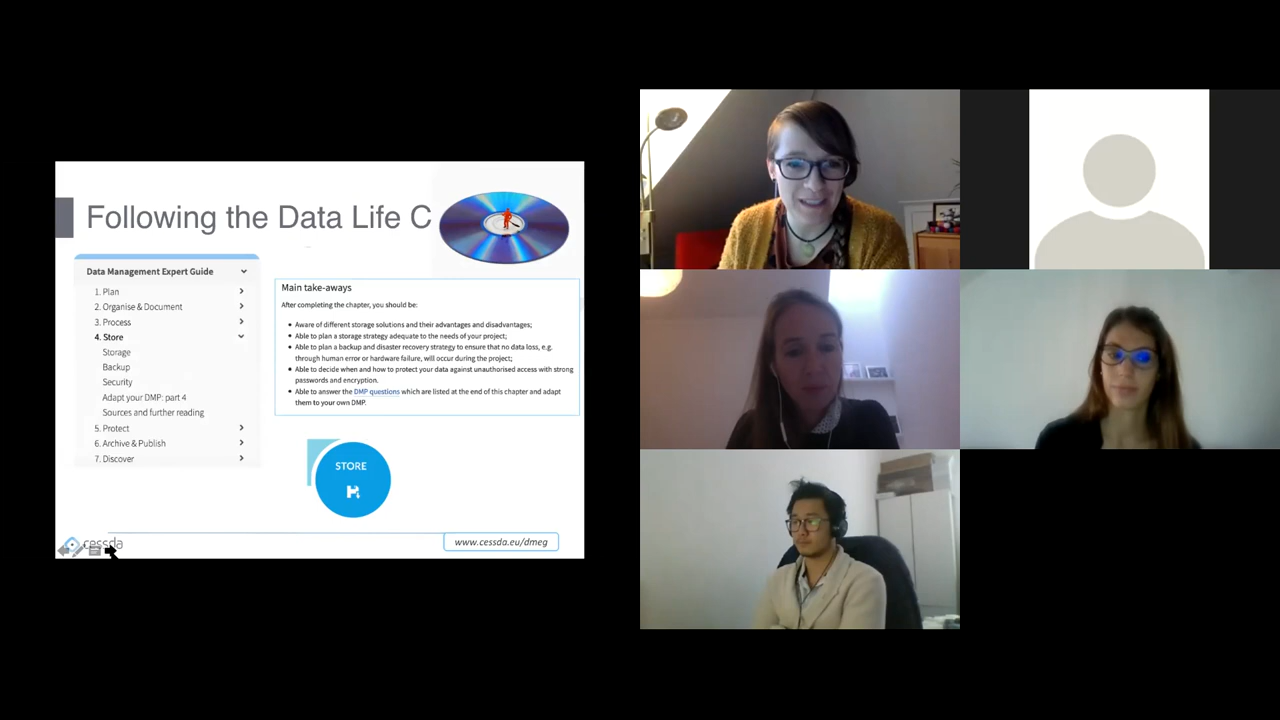 Following the Data Life C
Data Management Expert Guide
1. Plan
2. Organise & Document
3. Process
4. Store
Storage
Backup
Security
Adapt your DMP: part 4
Sources and further reading
5. Protect
6. Archive & Publish
7. Discover
Main take-aways
After completing the chapter, you should be:
Aware of different storage solutions and their advantages and disadvantages;
Able to plan a storage strategy adequate to the needs of your project;
Able to plan a backup and disaster recovery strategy to ensure that no data loss, e.g.
through human error or hardware failure, will occur during the project;
Able to decide when and how to protect your data against unauthorised access with strong
passwords and encryption.
Able to answer the DMP questions which are listed at the end of this chapter and adapt
them to your own DMP.
STORE
cessda
www.cessda.eu/dmeg